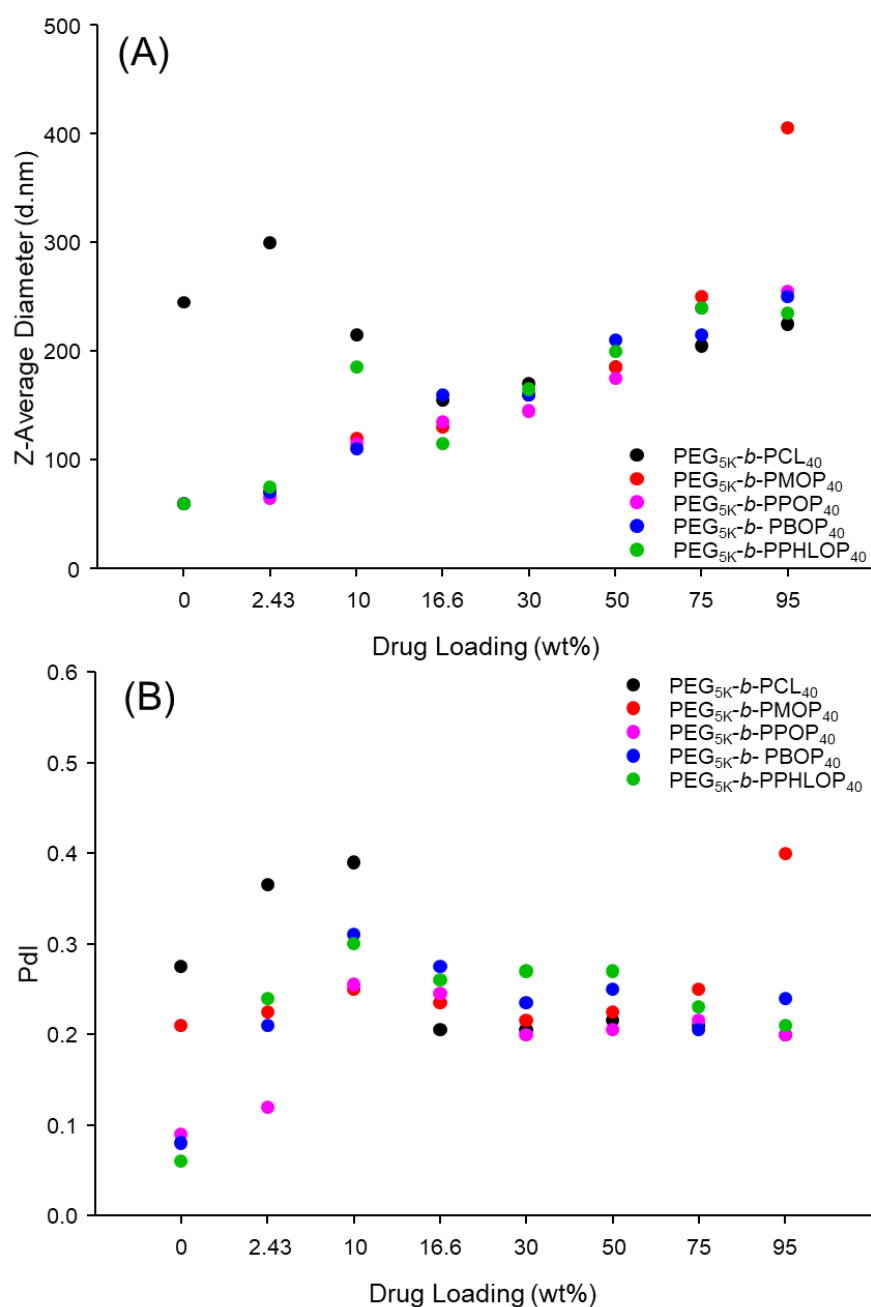 (A)
Z-Average Diameter (d.nm)
500
400
300
200
100
0
PEG5K-b-PCL40
PEG5K-b-PMOP40
PEG5K-b-PPOP40
PEG5K-b- PBOP40
PEG5K-b-PPHLOP40
0 2.43 10 16.6 30 50 75 95
Drug Loading (wt%)
(B)
PdI
0.6
0.5
0.4
0.3
0.2
0.1
0.0
PEG5K-b-PCL40
PEG5K-b-PMOP40
PEG5K-b-PPOP40
PEG5K-b- PBOP40
PEG5K-b-PPHLOP40
0 2.43 10 16.6 30 50 75 95
Drug Loading (wt%)